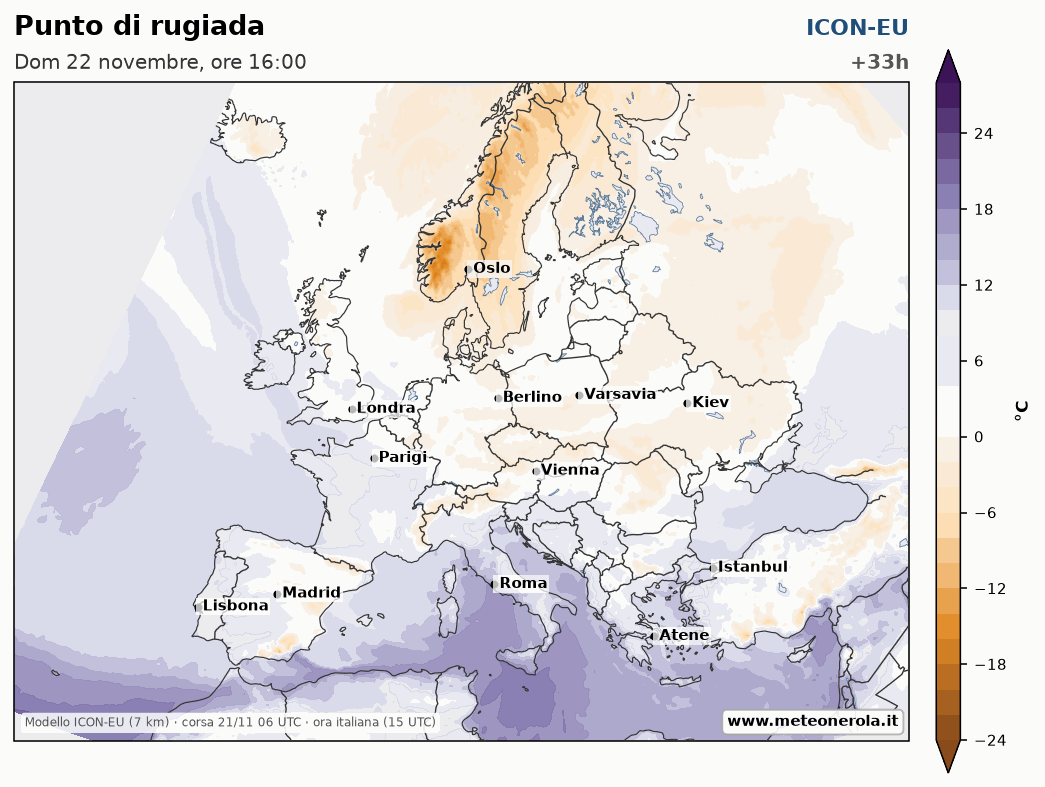 Punto di rugiada
ICON-EU
Dom 22 novembre, ore 16:00
+33h
Oslo
Berlino
Varsavia
Kiev
Londra
Parigi
Vienna
Istanbul
Roma
Madrid
Lisbona
Atene
Modello ICON-EU (7 km) · corsa 21/11 06 UTC · ora italiana (15 UTC)
www.meteonerola.it
24
18
12
6
0
−6
−12
−18
−24
°C